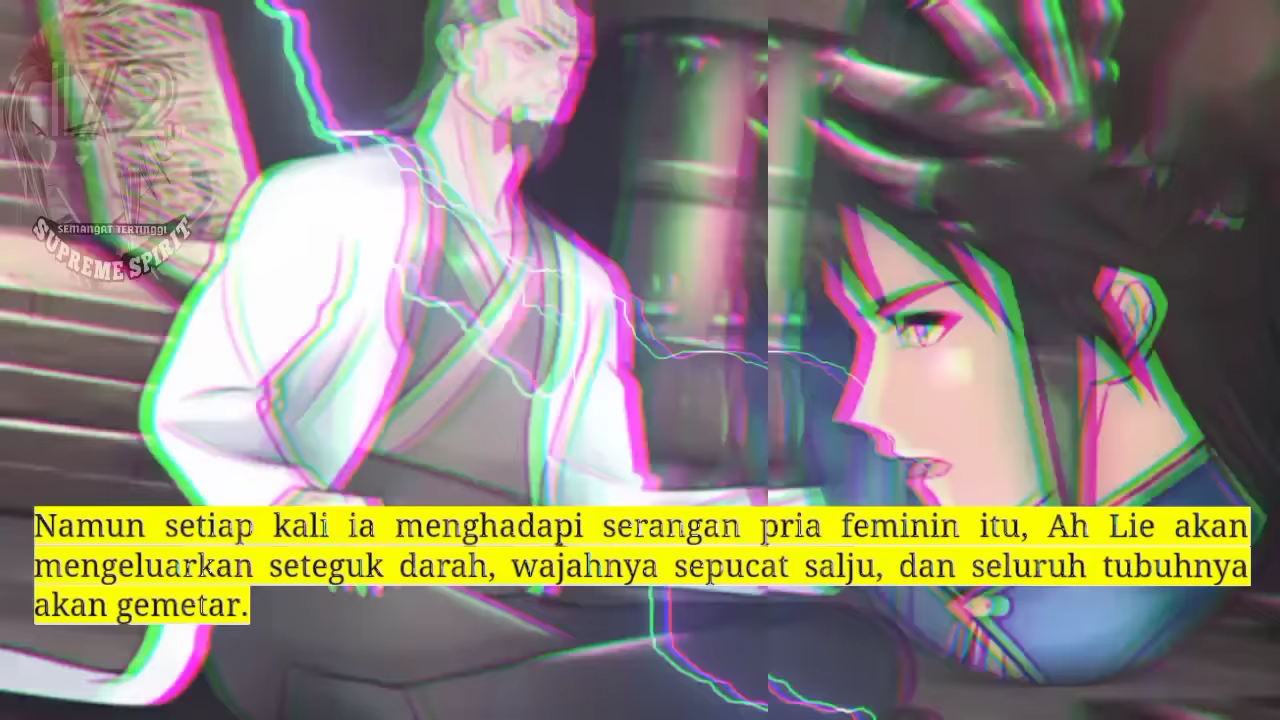 SEMANGAT TERTINGGI
SUPREME SPIRIT
Namun setiap kali ia menghadapi serangan pria feminin itu, Ah Lie akan
mengeluarkan seteguk darah, wajahnya sepucat salju, dan seluruh tubuhnya
akan gemetar.